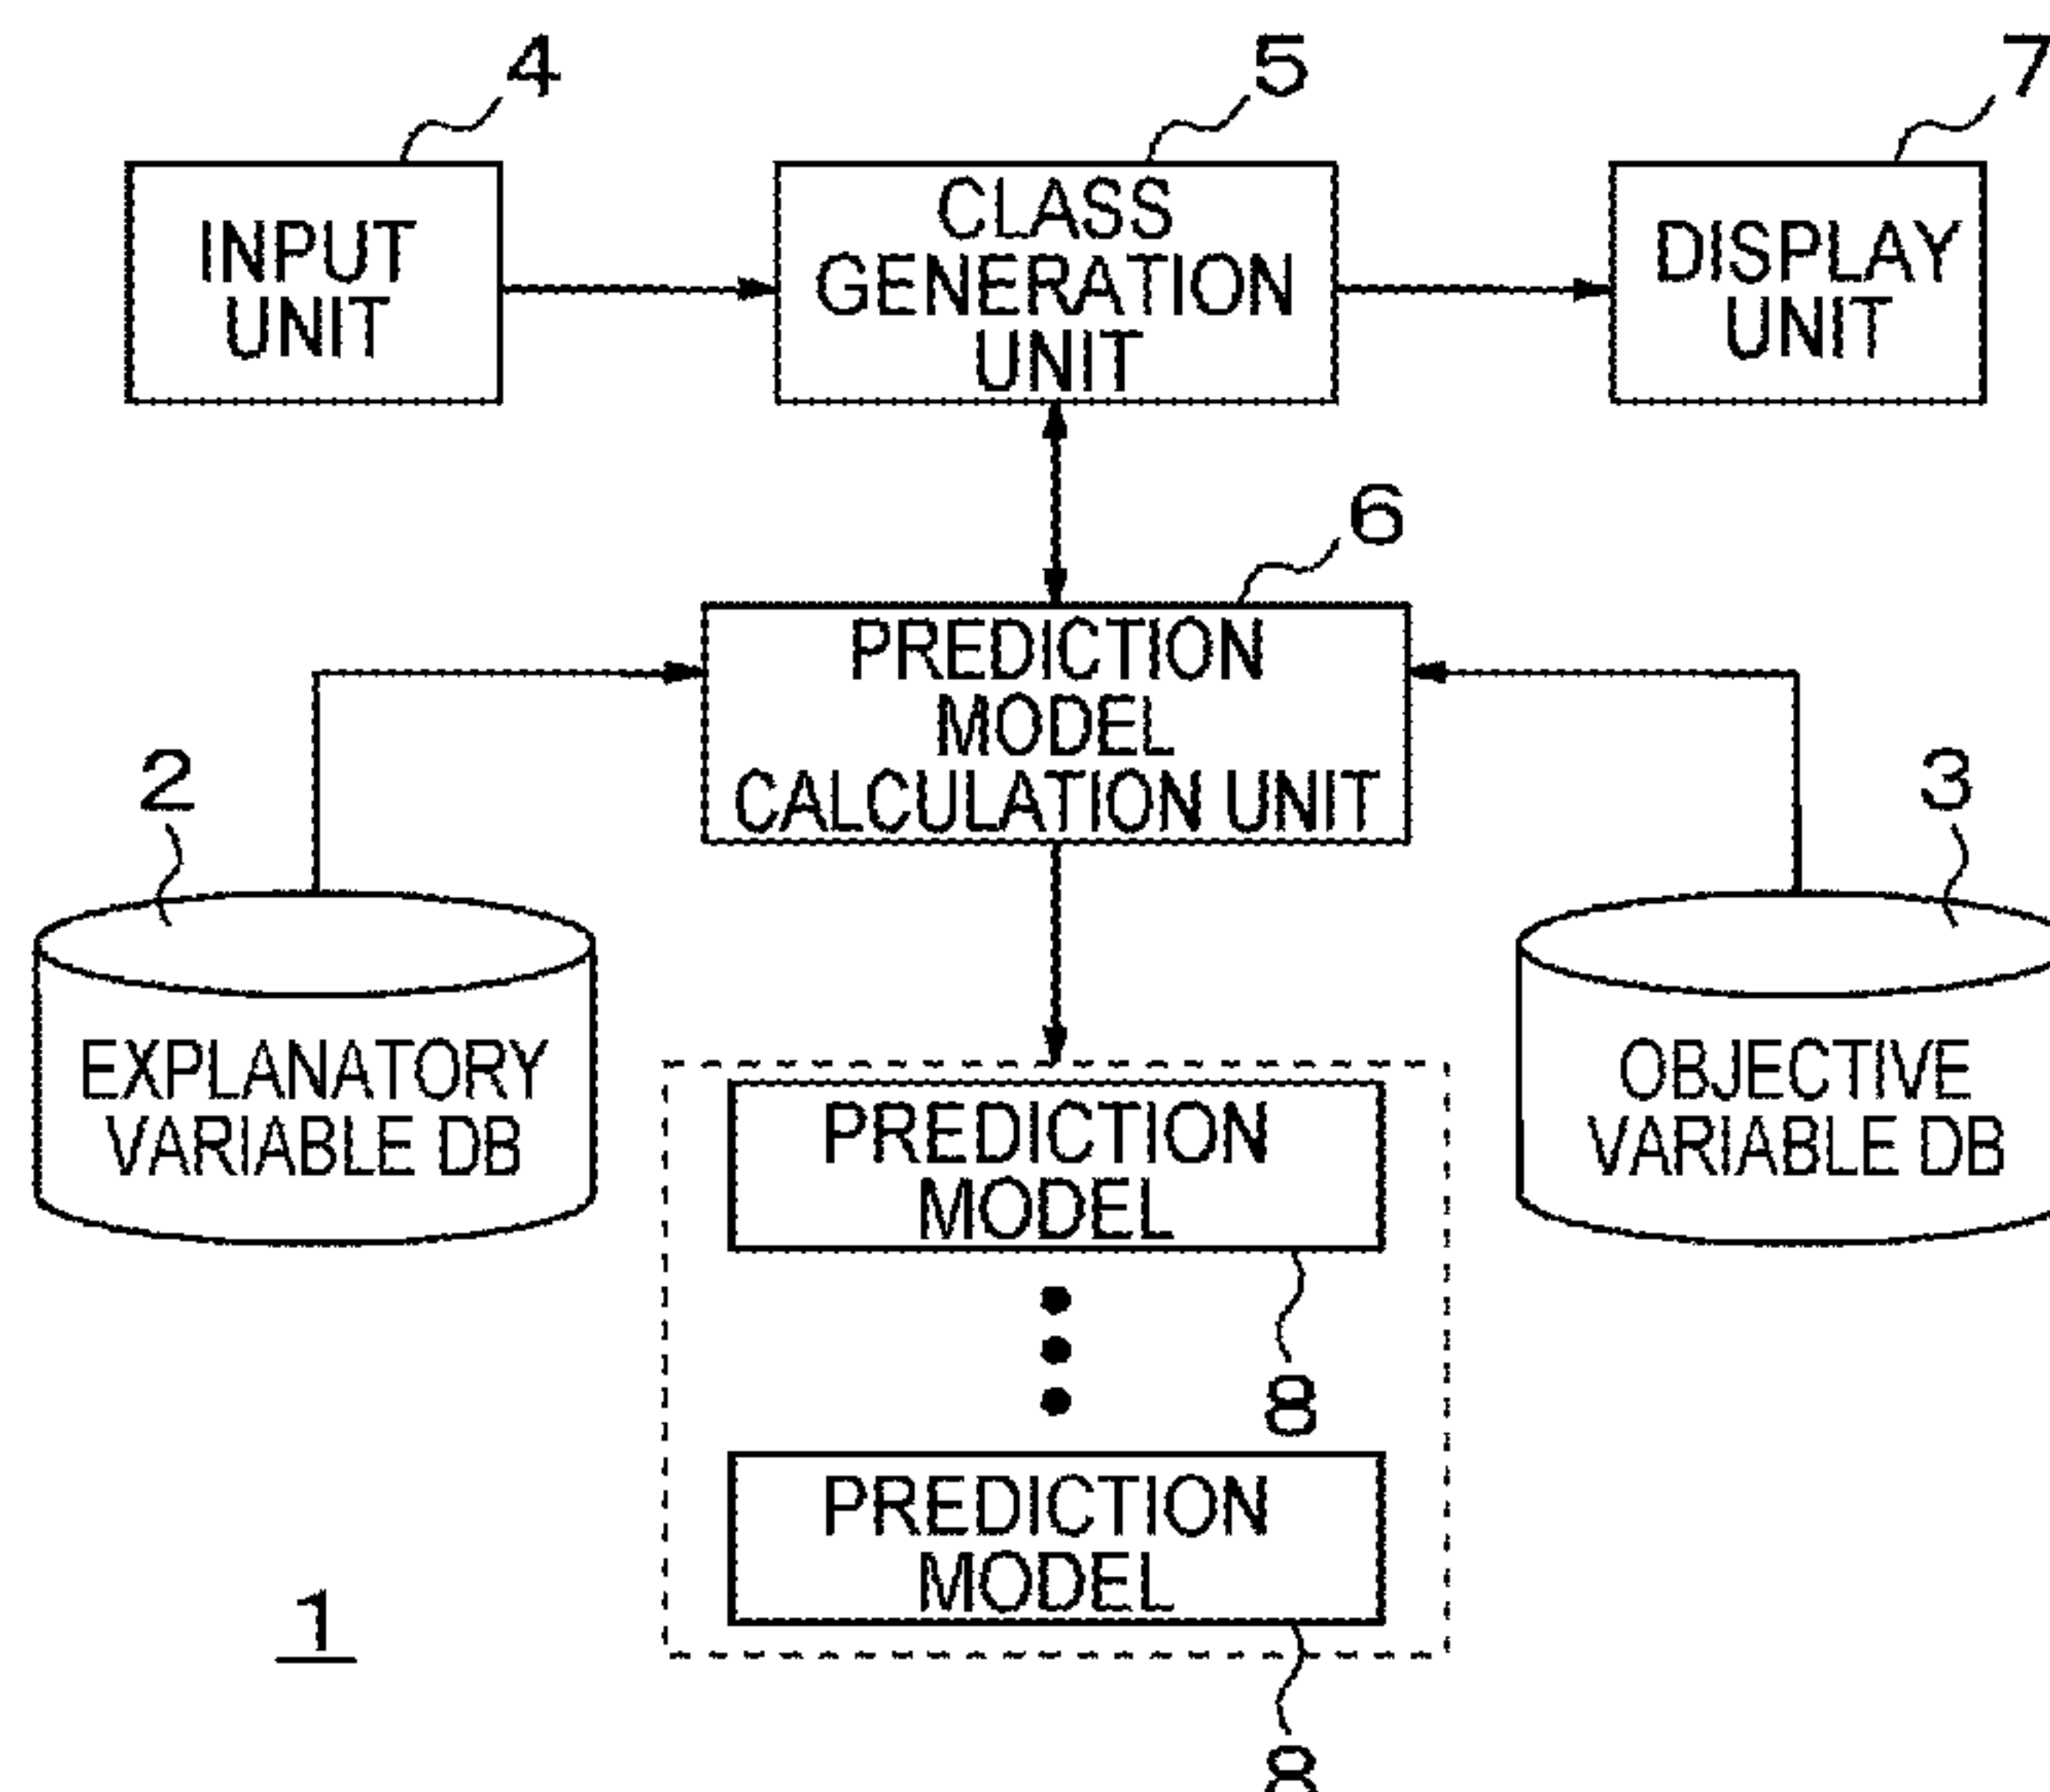 4
5
7
INPUT
UNIT
CLASS
GENERATION
UNIT
DISPLAY
UNIT
6
PREDICTION
MODEL
CALCULATION UNIT
2
3
EXPLANATORY
VARIABLE DB
OBJECTIVE
VARIABLE DB
PREDICTION
MODEL
8
PREDICTION
MODEL
1
8